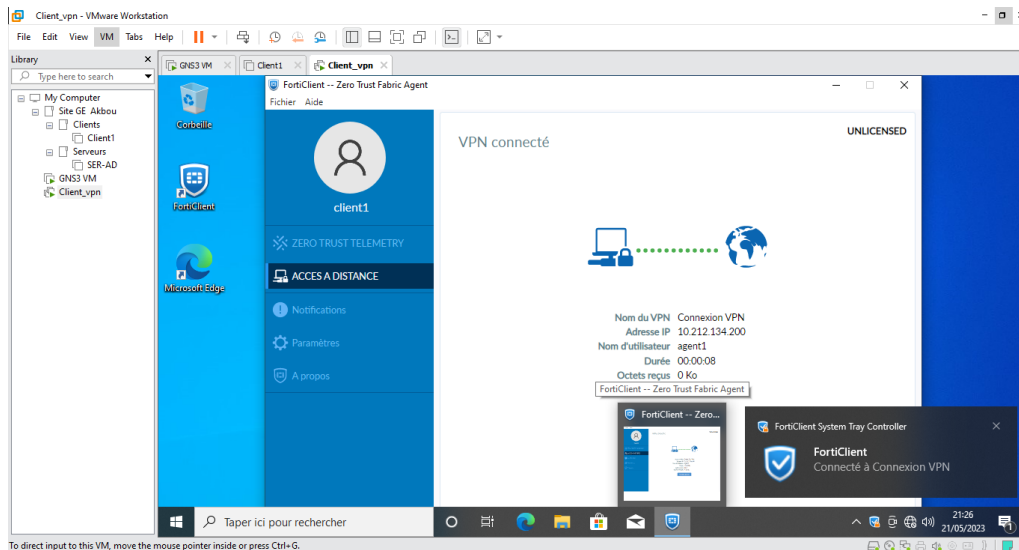 Client_vpn - VMware Workstation
File Edit View VM Tabs Help
Library
Type here to search
My Computer
Site GE Akbou
Clients
Client1
Serveurs
SER-AD
GNS3 VM
Client_vpn
GNS3 VM
Client1
Client_vpn
Corbeille
FortiClient
Microsoft Edge
FortiClient -- Zero Trust Fabric Agent
Fichier Aide
client1
ZERO TRUST TELEMETRY
ACCES A DISTANCE
Notifications
Paramètres
A propos
VPN connecté
UNLICENSED
Nom du VPN Connexion VPN
Adresse IP 10.212.134.200
Nom d'utilisateur agent1
Durée 00:00:08
Octets reçus 0 Ko
FortiClient -- Zero Trust Fabric Agent
FortiClient -- Zero...
FortiClient System Tray Controller
FortiClient
Connecté à Connexion VPN
Taper ici pour rechercher
21:26
21/05/2023
1
To direct input to this VM, move the mouse pointer inside or press Ctrl+G.